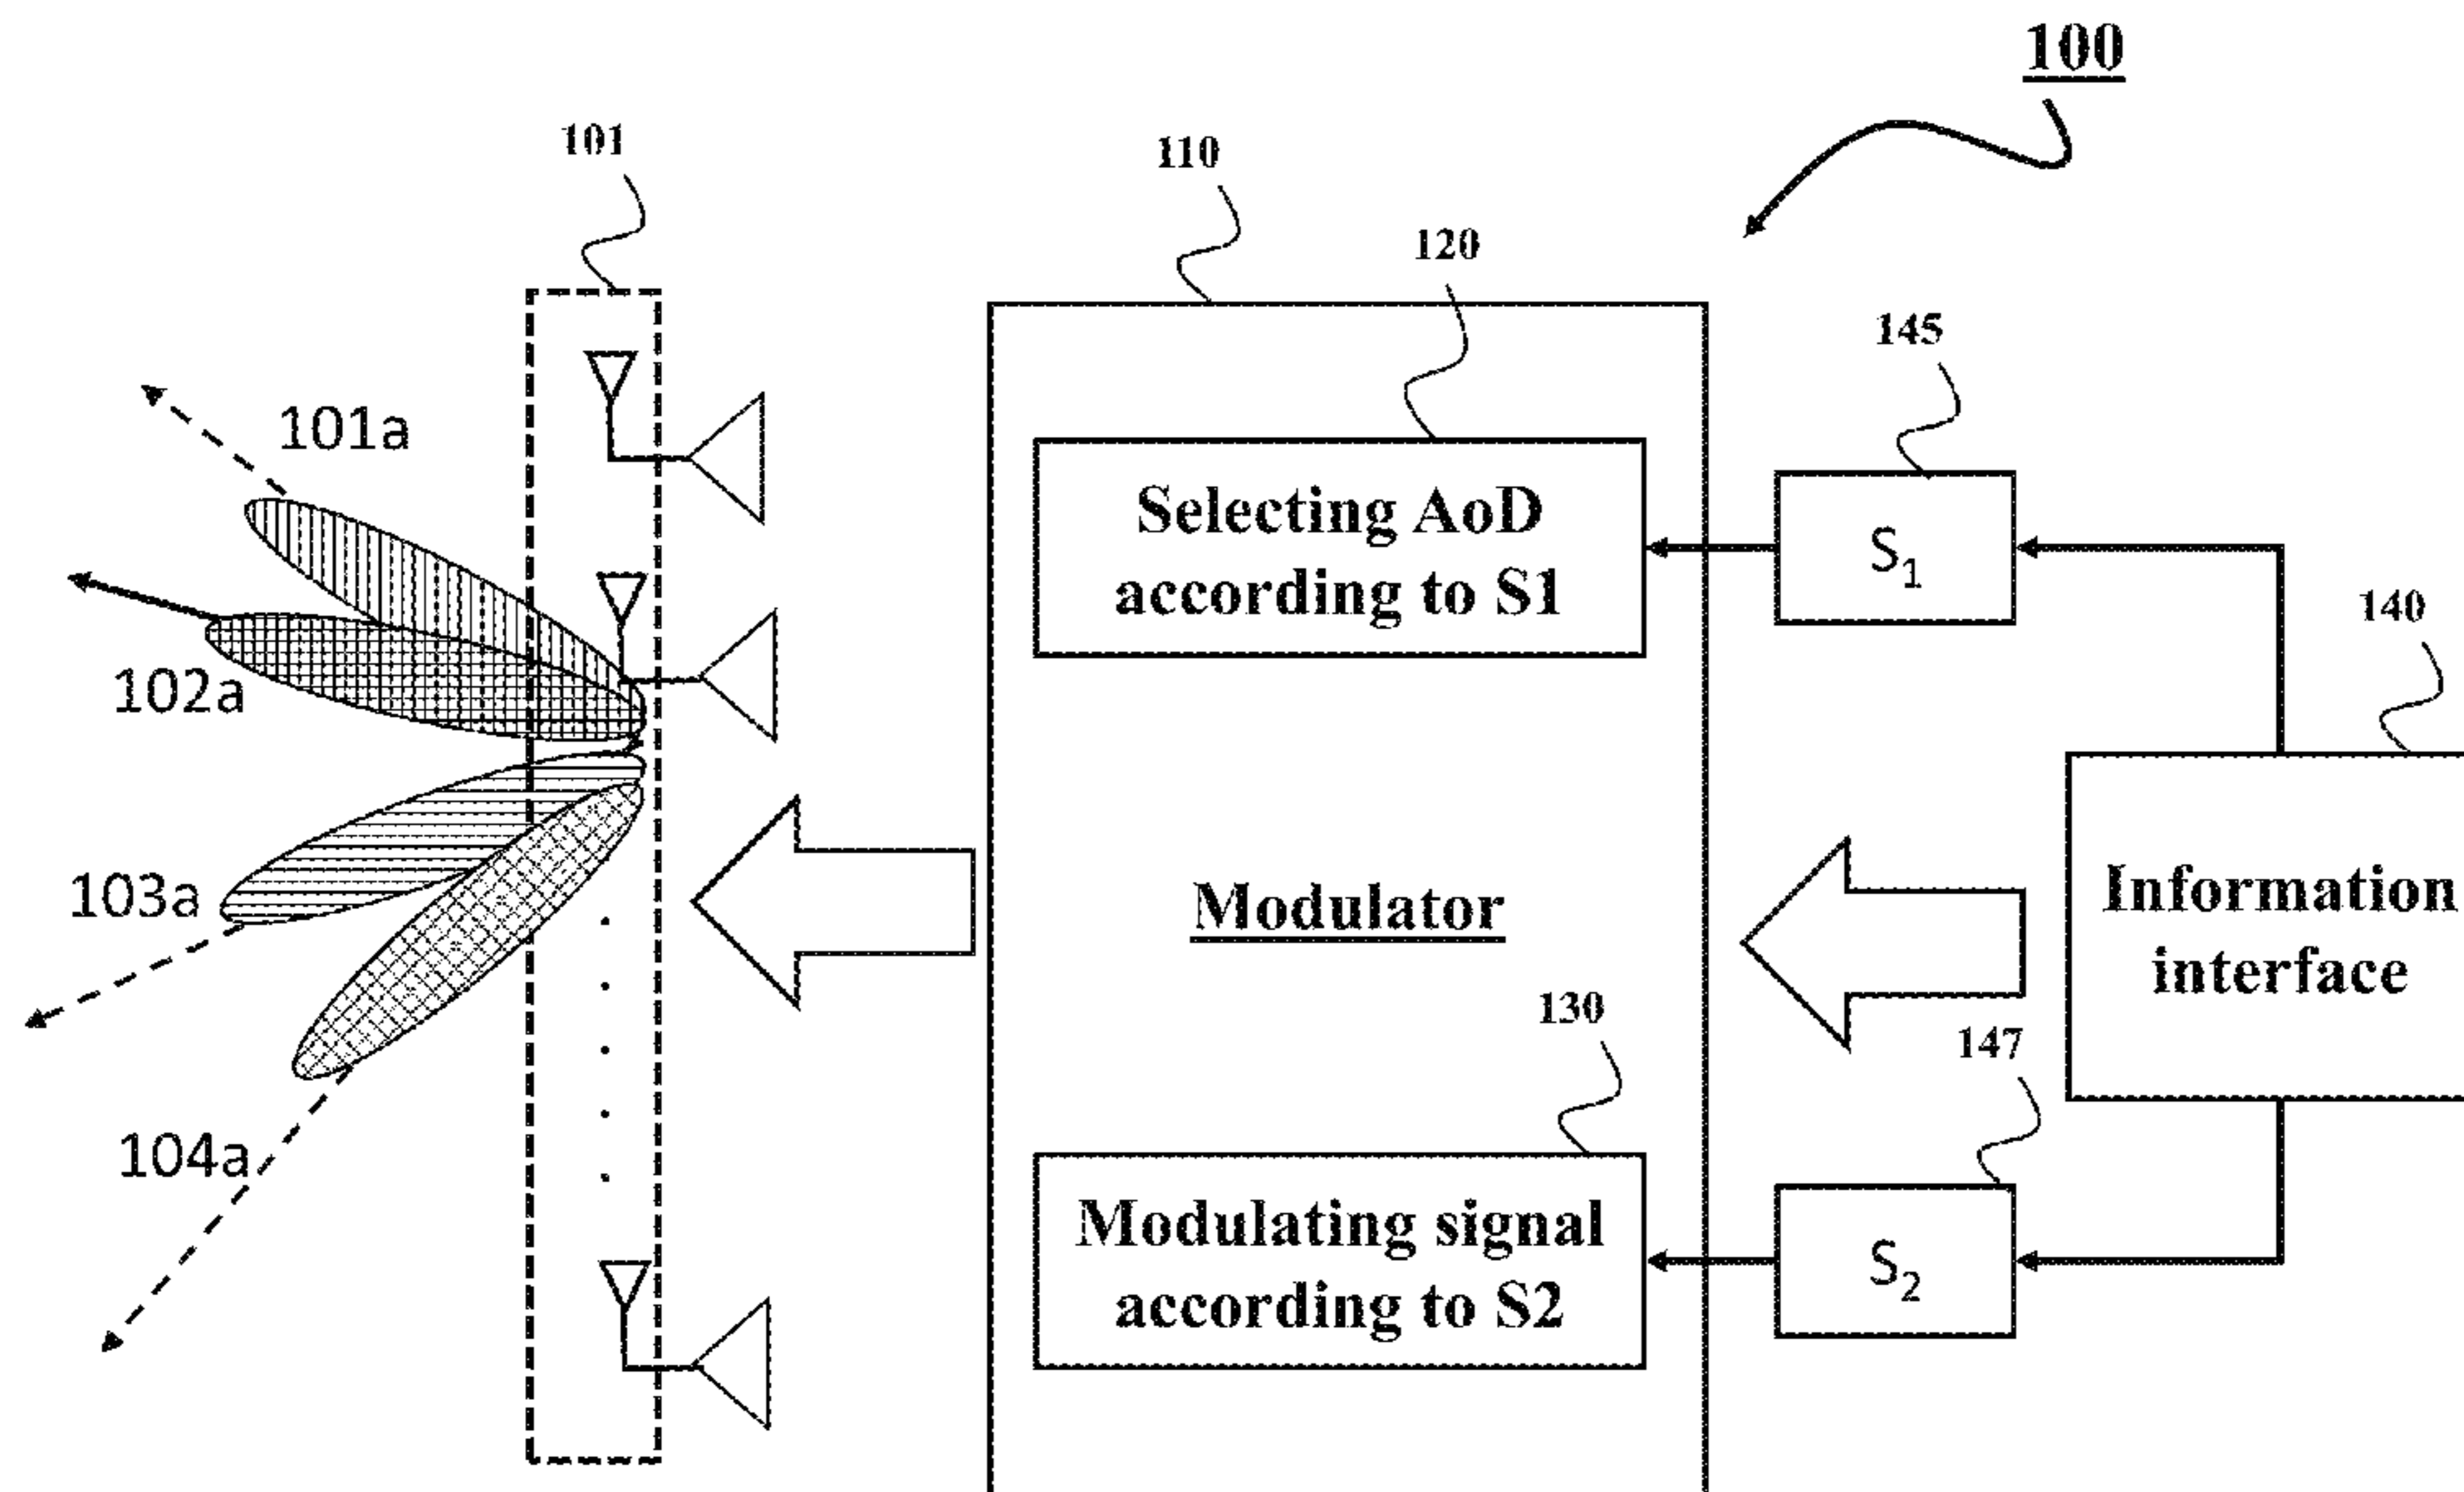 100
101
110
120
145
101a
Selecting AoD
according to S1
S1
140
102a
Information
interface
103a
Modulator
130
147
104a
Modulating signal
according to S2
S2